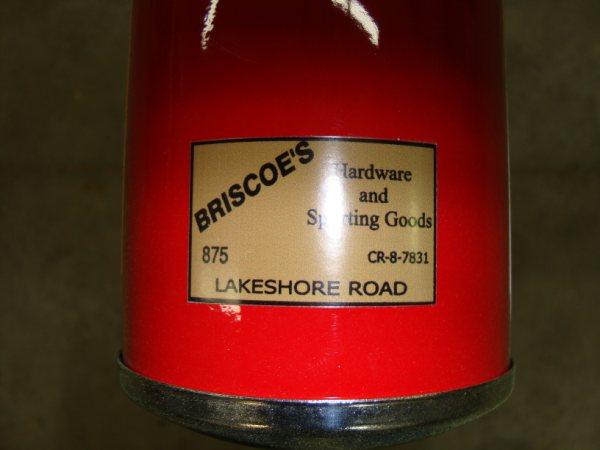 BRISCOE'S
Hardware
and
Sporting Goods
875
CR-8-7831
LAKESHORE ROAD